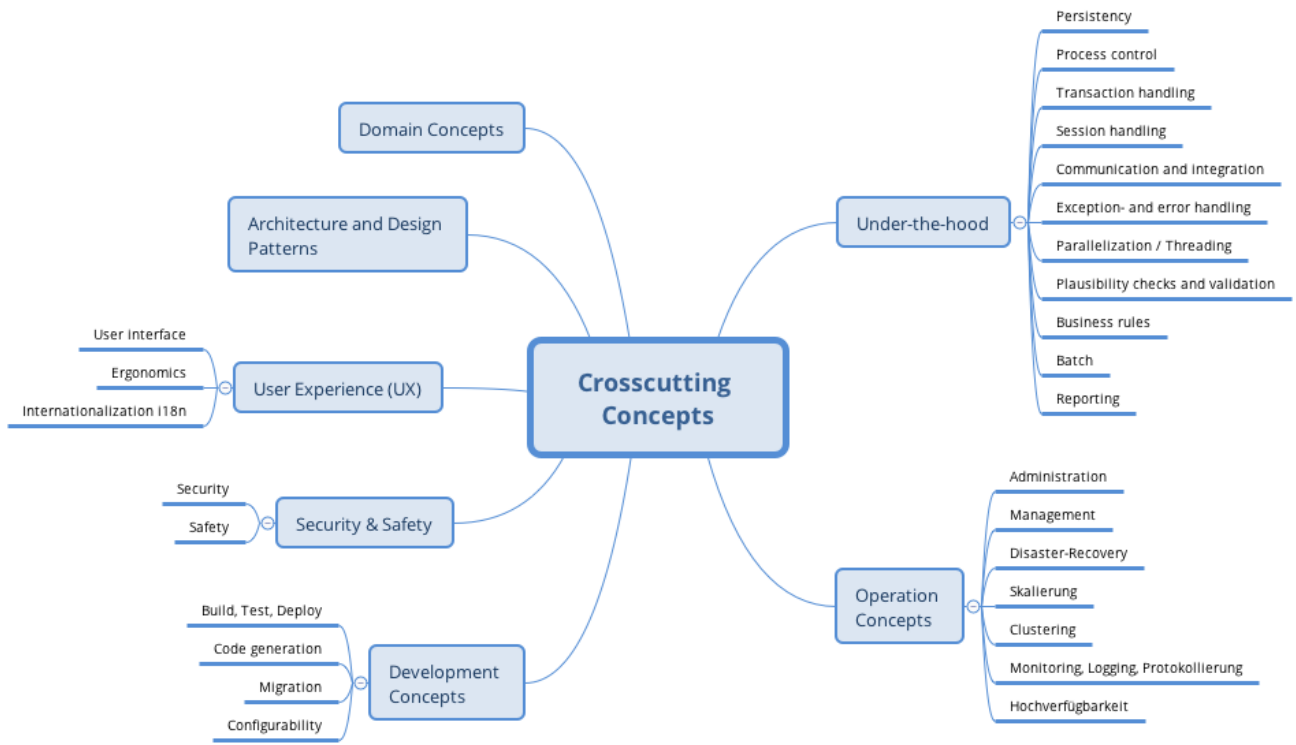 Crosscutting
Concepts
Domain Concepts
Architecture and Design
Patterns
User Experience (UX)
User interface
Ergonomics
Internationalization i18n
Security & Safety
Security
Safety
Development
Concepts
Build, Test, Deploy
Code generation
Migration
Configurability
Under-the-hood
Persistency
Process control
Transaction handling
Session handling
Communication and integration
Exception- and error handling
Parallelization / Threading
Plausibility checks and validation
Business rules
Batch
Reporting
Operation
Concepts
Administration
Management
Disaster-Recovery
Skalierung
Clustering
Monitoring, Logging, Protokollierung
Hochverfügbarkeit